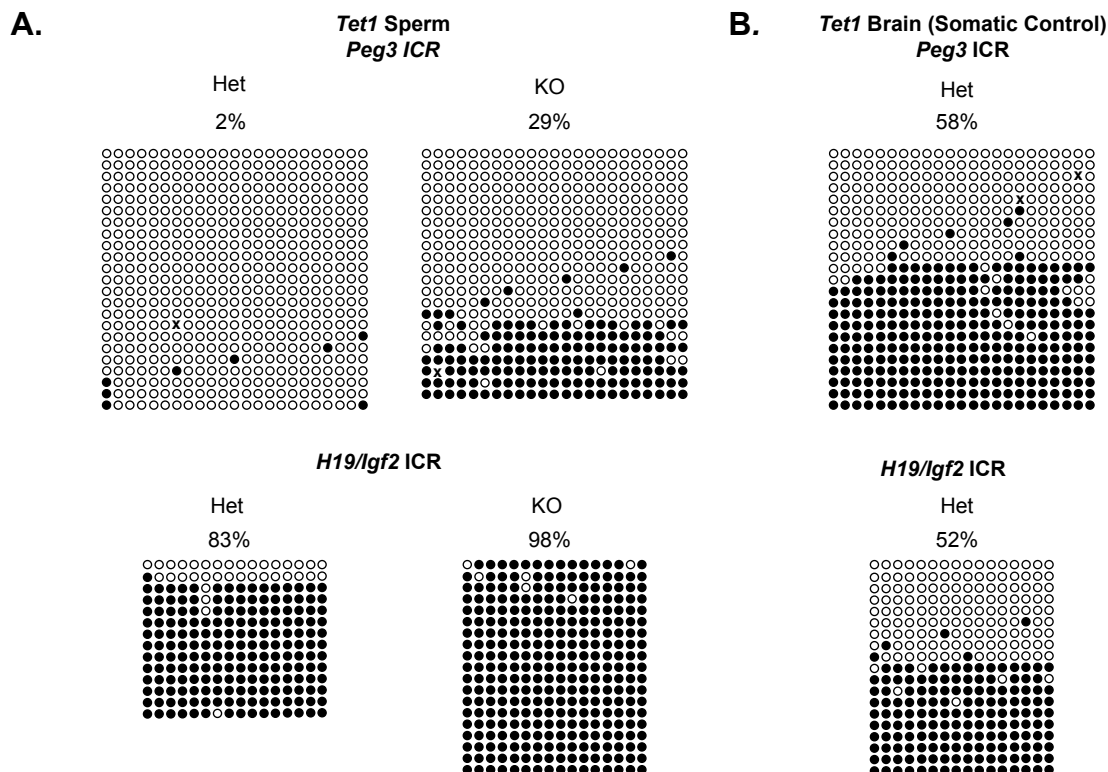 A.
Tet1 Sperm
Peg3 ICR
Het
KO
2%
29%
B.
Tet1 Brain (Somatic Control)
Peg3 ICR
Het
58%
x
x
x
x
H19/Igf2 ICR
Het
KO
83%
98%
H19/Igf2 ICR
Het
52%